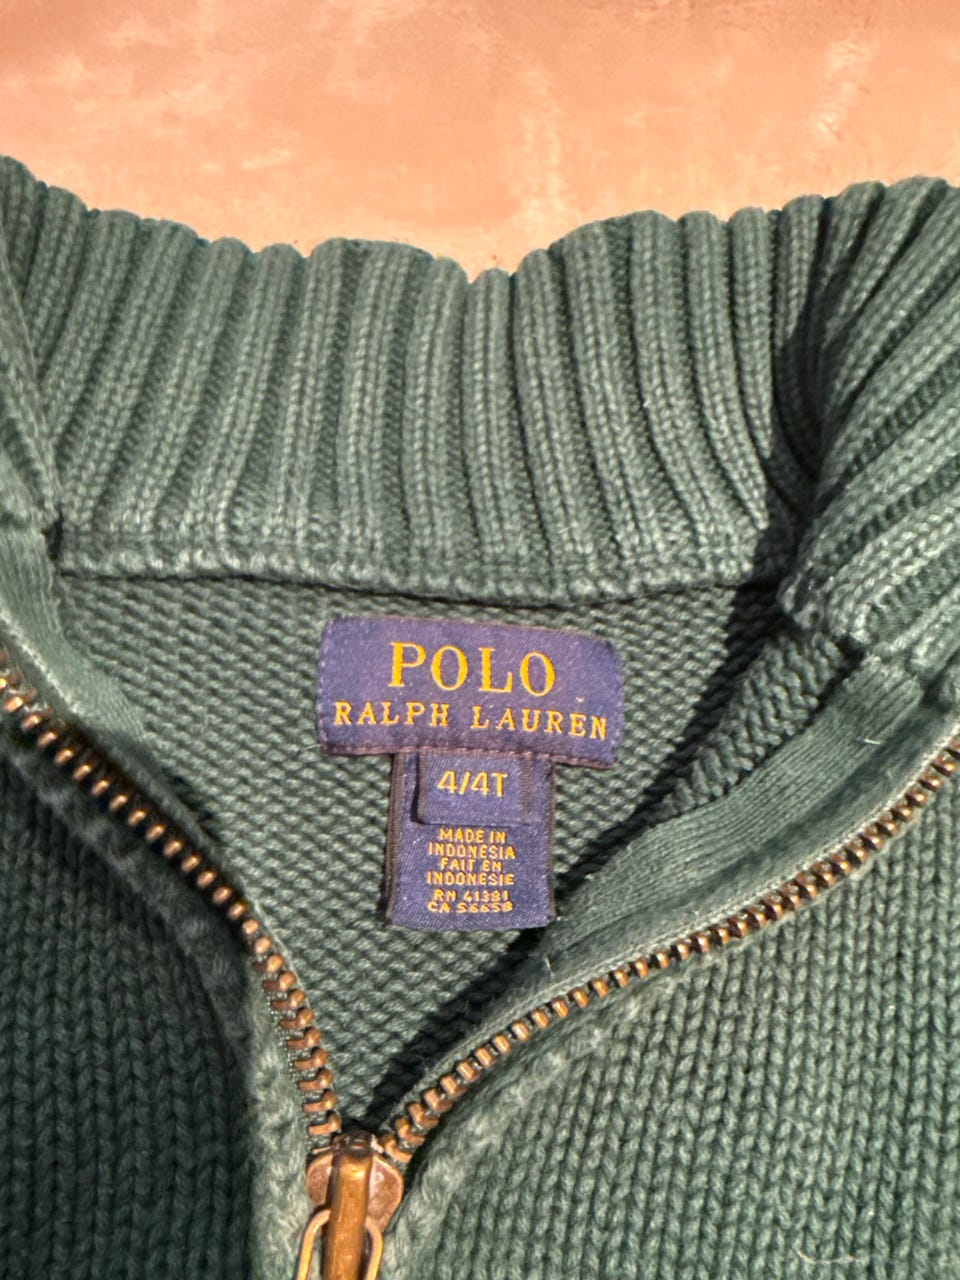 POLO
RALPH LAUREN
4/4T
MADE IN
INDONESIA
FAIT EN
INDONESIE
RN 41381
CA 56658